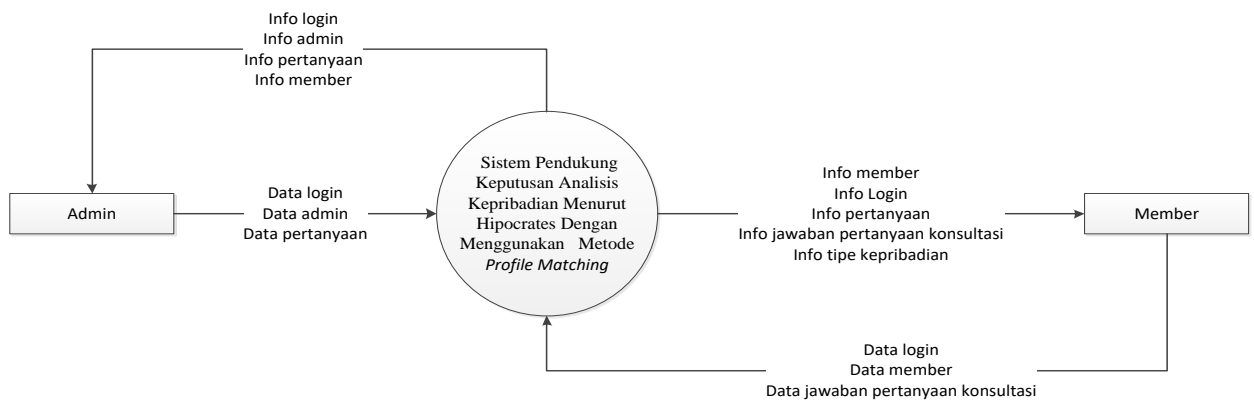 Info login
Info admin
Info pertanyaan
Info member
Admin
Data login
Data admin
Data pertanyaan
Sistem Pendukung
Keputusan Analisis
Kepribadian Menurut
Hipocrates Dengan
Menggunakan Metode
Profile Matching
Info member
Info Login
Info pertanyaan
Info jawaban pertanyaan konsultasi
Info tipe kepribadian
Member
Data login
Data member
Data jawaban pertanyaan konsultasi